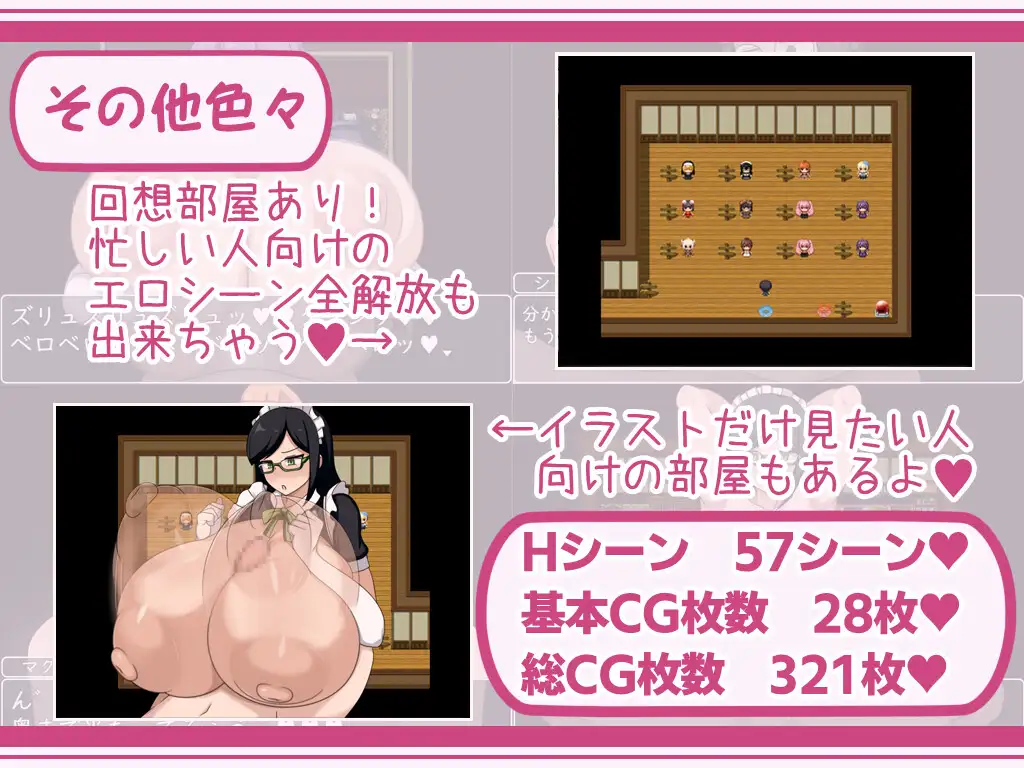 その他色々
回想部屋あり！
忙しい人向けの
エロシーン全解放も
出来ちゃう♥→
←イラストだけ見たい人
向けの部屋もあるよ♥
Hシーン　57シーン♥
基本CG枚数　28枚♥
総CG枚数　321枚♥